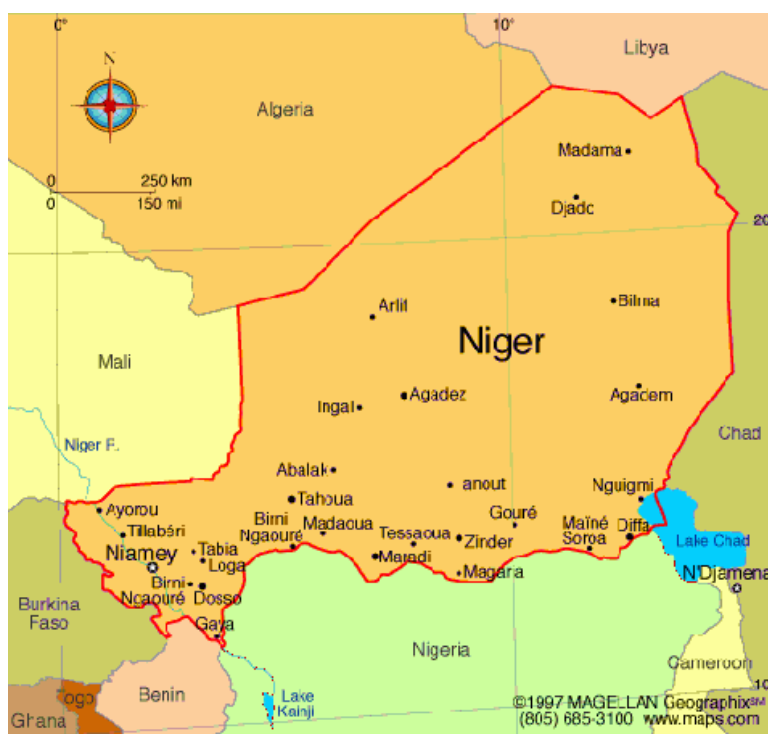 0°
10°
Libya
N
Algeria
Madama
250 km
0
0
150 mi
Djado
20
Bilma
Arlit
Niger
Mali
Agadez
Agadem
Ingal
Chad
Niger R.
Abalak
anout
Nguigmi
Tahoua
Ayorou
Gouré
Birni
Ngaouré
Madaoua
Maïné
Soroa
Diffa
Tillabéri
Tessaoua
Zinder
Lake Chad
Niamey
Tabia
Loga
Maradi
Magaria
N'Djamena
Birni
Ngaouré
Dosso
Burkina
Faso
Gaya
Nigeria
Cameroon
Togo
Benin
Lake
Kainji
10
Ghana
©1997 MAGELLAN Geographix℠
(805) 685-3100 www.maps.com